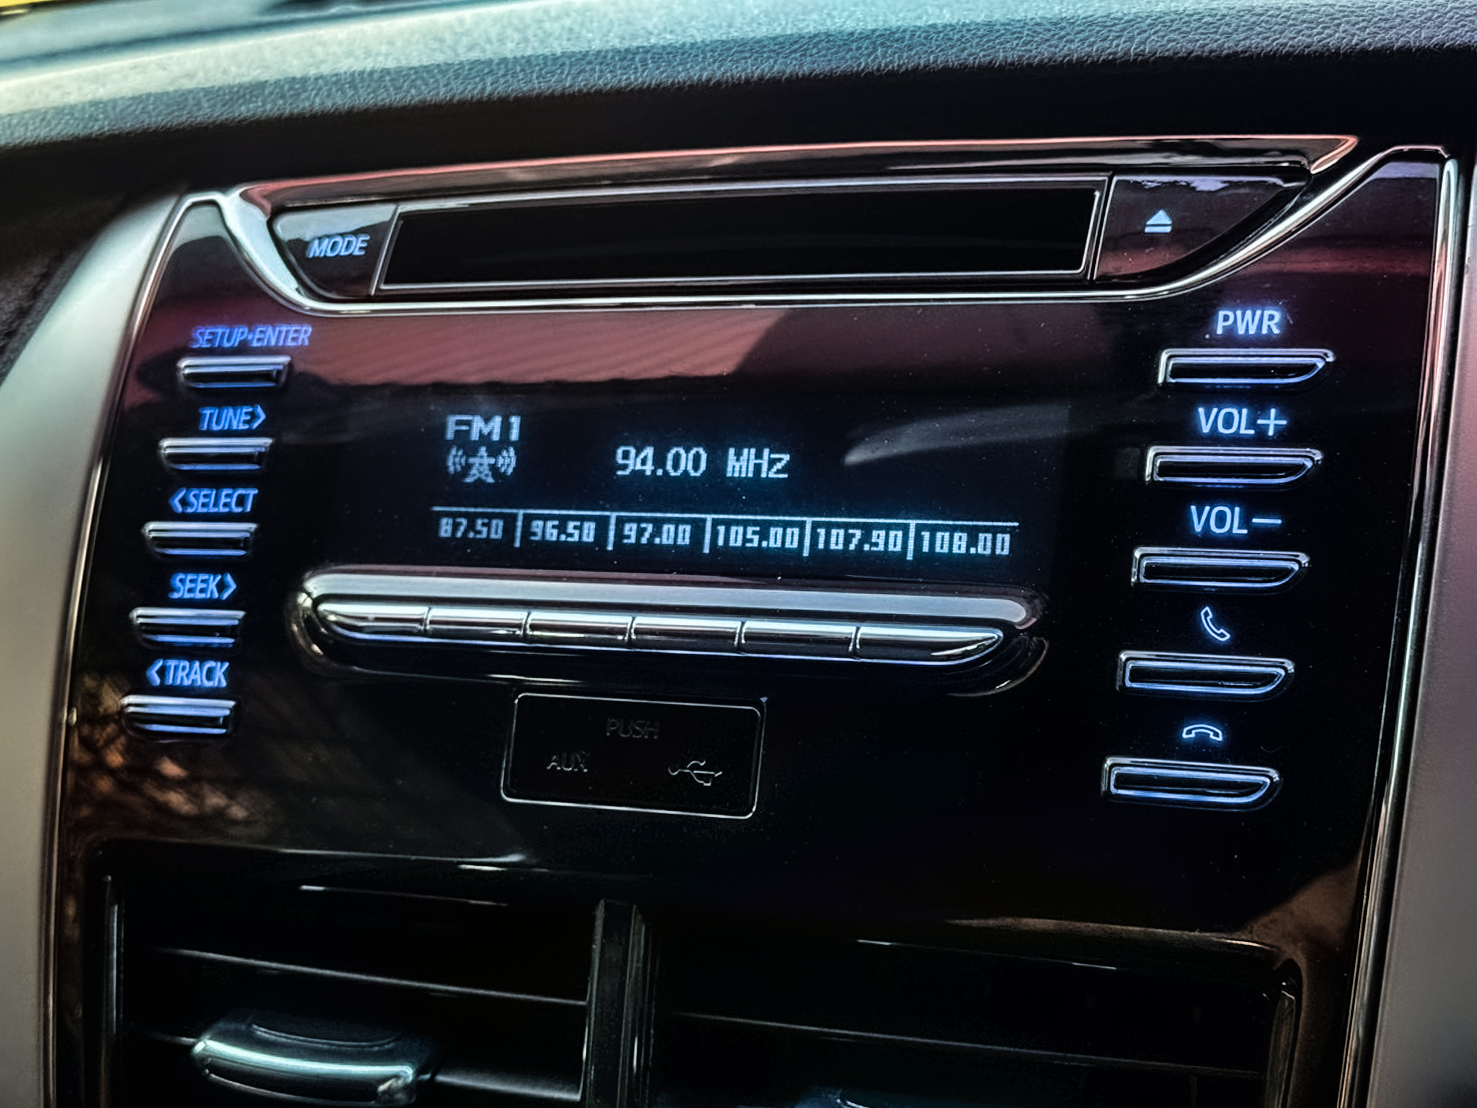 MODE
SETUP•ENTER
TUNE>
<SELECT
SEEK>
<TRACK
FM1
94.00 MHz
87.50 96.50 97.00 105.00 107.90 108.00
PUSH
AUX
PWR
VOL+
VOL−